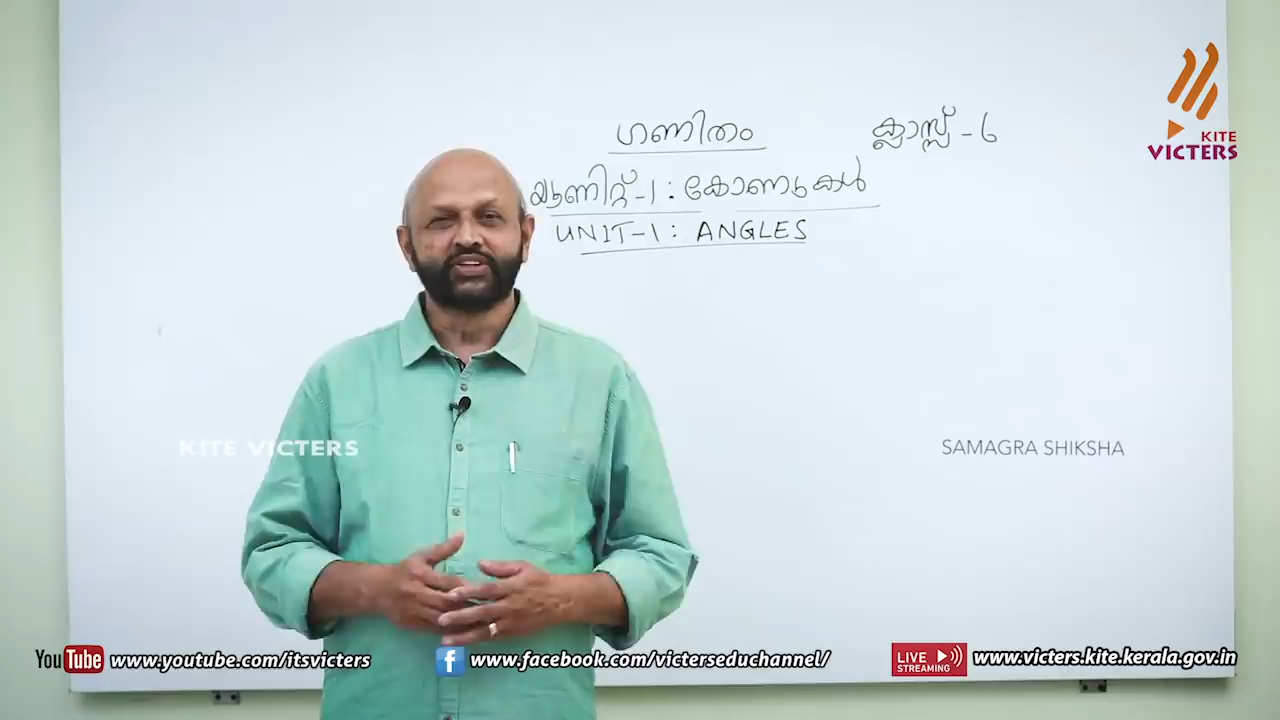 ഗണിതം ക്ലാസ്സ് - 6
യൂണിറ്റ്-1 : കോണുകൾ
UNIT-1 : ANGLES
KITE
VICTERS
KITE VICTERS
SAMAGRA SHIKSHA
YouTube www.youtube.com/itsvicters
f www.facebook.com/victerseduchannel/
LIVE STREAMING www.victers.kite.kerala.gov.in